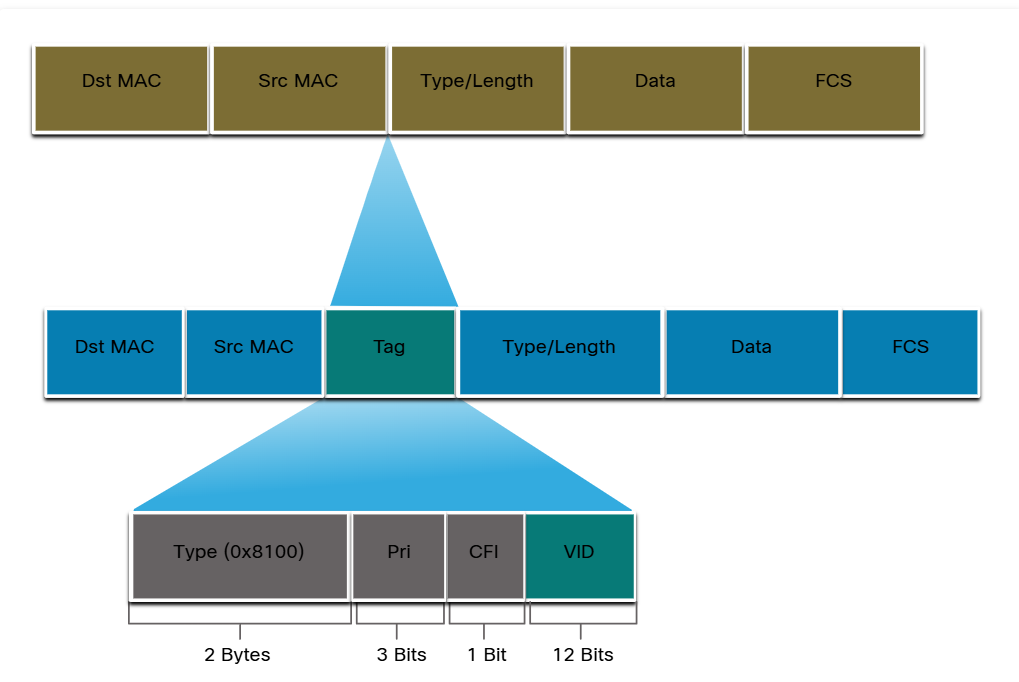 Dst MAC Src MAC Type/Length Data FCS
Dst MAC Src MAC Tag Type/Length Data FCS
Type (0x8100) Pri CFI VID
2 Bytes 3 Bits 1 Bit 12 Bits